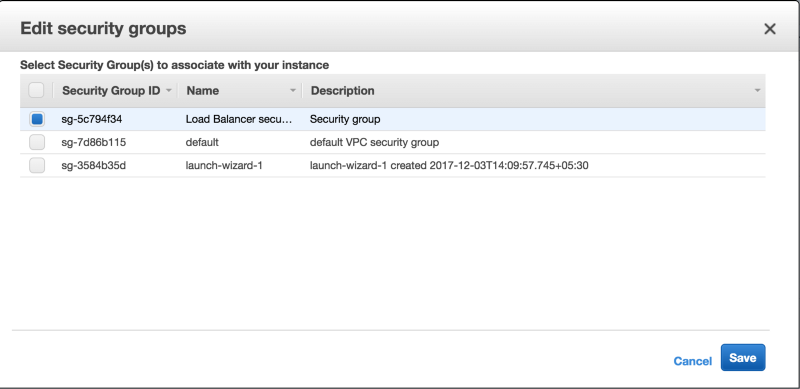 Edit security groups
Select Security Group(s) to associate with your instance
Security Group ID Name Description
sg-5c794f34 Load Balancer secu... Security group
sg-7d86b115 default default VPC security group
sg-3584b35d launch-wizard-1 launch-wizard-1 created 2017-12-03T14:09:57.745+05:30
Cancel Save